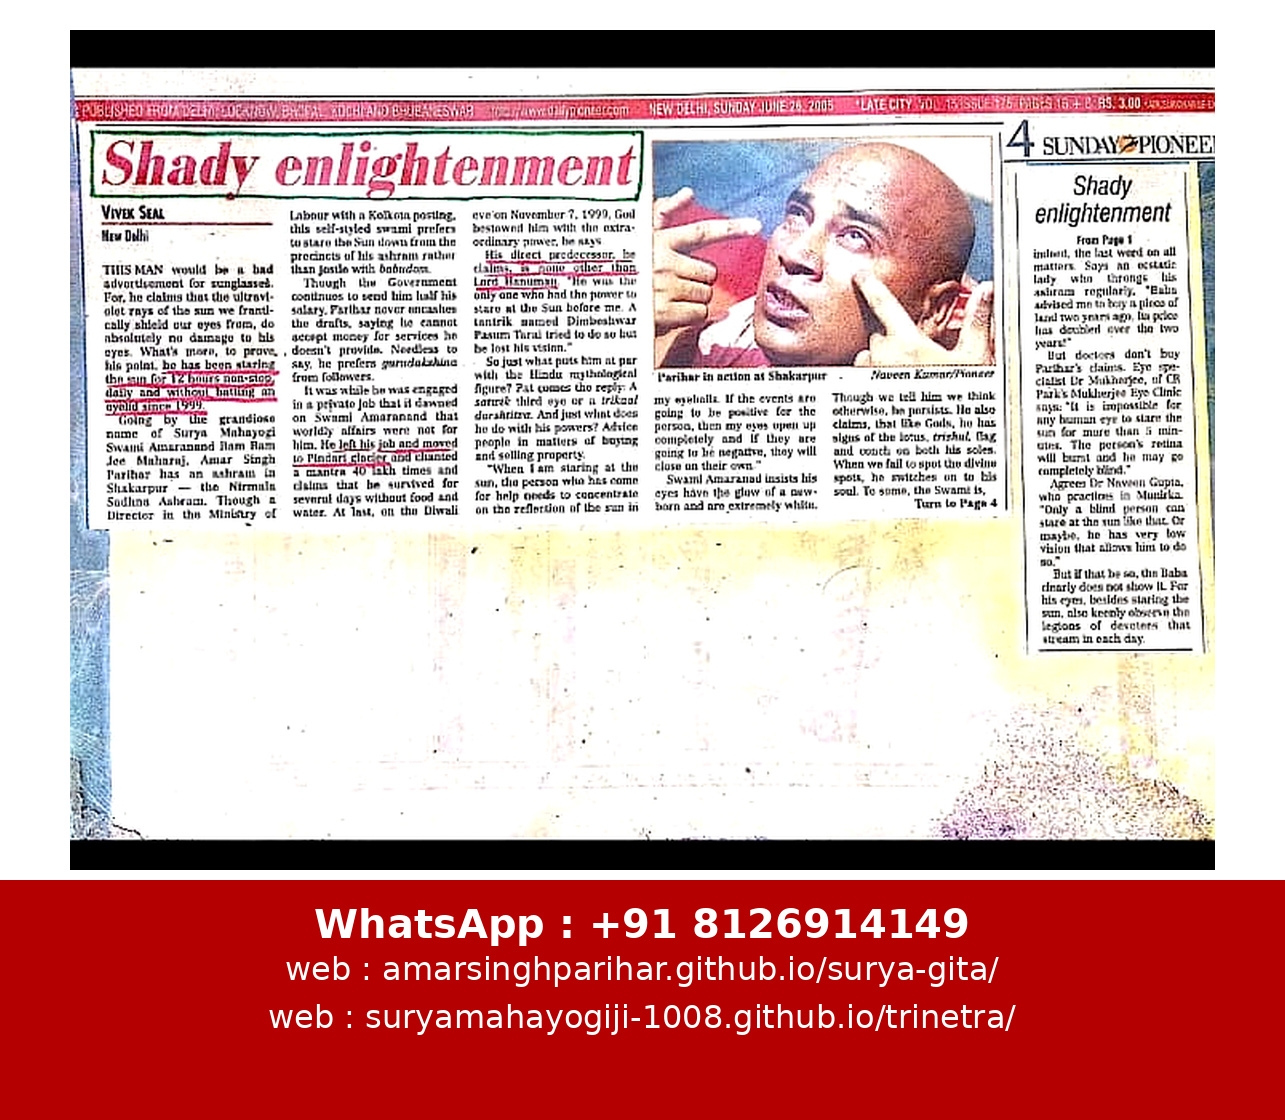 PUBLISHED FROM DELHI, LUCKNOW, BHOPAL, KOCHI AND BHUBANESWAR
NEW DELHI, SUNDAY JUNE 26, 2005
*LATE CITY VOL. PAGES 16 + 8 RS. 3.00
Shady enlightenment
VIVEK SEAL
New Delhi
THIS MAN would be a bad
advertisement for sunglasses.
For, he claims that the ultravi-
olet rays of the sun we franti-
cally shield our eyes from, do
absolutely no damage to his
eyes. What's more, to prove
his point, he has been staring
the sun for 12 hours non-stop,
daily and without batting an
eyelid since 1999.
Going by the grandiose
name of Surya Mahayogi
Swami Amaranand Ram Ram
Jee Maharaj, Amar Singh
Parihar has an ashram in
Shakarpur — the Nirmala
Sadhna Ashram. Though a
Director in the Ministry of
Labour with a Kolkota posting,
this self-styled swami prefers
to stare the Sun down from the
precincts of his ashram rather
than jostle with babudom.
Though the Government
continues to send him half his
salary, Parihar never encashes
the drafts, saying he cannot
accept money for services he
doesn't provide. Needless to
say, he prefers gurudakshina
from followers.
It was while he was engaged
in a private job that it dawned
on Swami Amaranand that
worldly affairs were not for
him. He left his job and moved
to Pindari glacier and chanted
a mantra 40 lakh times and
claims that he survived for
several days without food and
water. At last, on the Diwali
eve on November 7, 1999, God
bestowed him with the extra-
ordinary power, he says.
His direct predecessor, he
claims, is none other than
Lord Hanuman. "He was the
only one who had the power to
stare at the Sun before me. A
tantrik named Dimbeshwar
Pasum Tarai tried to do so but
he lost his vision."
So just what puts him at par
with the Hindu mythological
figure? Pat comes the reply: A
satvik third eye or a trikaal
darshitra. And just what does
he do with his powers? Advice
people in matters of buying
and selling property.
"When I am staring at the
sun, the person who has come
for help needs to concentrate
on the reflection of the sun in
Parihar in action at Shakarpur
Naveen Kumar/Pioneer
my eyeballs. If the events are
going to be positive for the
person, then my eyes open up
completely and if they are
going to be negative, they will
close on their own."
Swami Amaranad insists his
eyes have the glow of a new-
born and are extremely white.
Though we tell him we think
otherwise, he persists. He also
claims, that like Gods, he has
signs of the lotus, trishul, flag
and conch on both his soles.
When we fail to spot the divine
spots, he switches on to his
soul. To some, the Swami is,
Turn to Page 4
4 SUNDAY PIONEER
Shady
enlightenment
From Page 1
indeed, the last word on all
matters. Says an ecstatic
lady who throngs his
ashram regularly, "Baba
advised me to buy a piece of
land two years ago, its price
has doubled over the two
years!"
But doctors don't buy
Parihar's claims. Eye spe-
cialist Dr Mukherjee, of CR
Park's Mukherjee Eye Clinic
says: "It is impossible for
any human eye to stare the
sun for more than 5 min-
utes. The person's retina
will burst and he may go
completely blind."
Agrees Dr Naveen Gupta,
who practices in Munirka.
"Only a blind person can
stare at the sun like that. Or
maybe, he has very low
vision that allows him to do
so."
But if that be so, the Baba
clearly does not show it. For
his eyes, besides staring the
sun, also keenly observe the
legions of devotees that
stream in each day.
WhatsApp : +91 8126914149
web : amarsinghparihar.github.io/surya-gita/
web : suryamahayogiji-1008.github.io/trinetra/